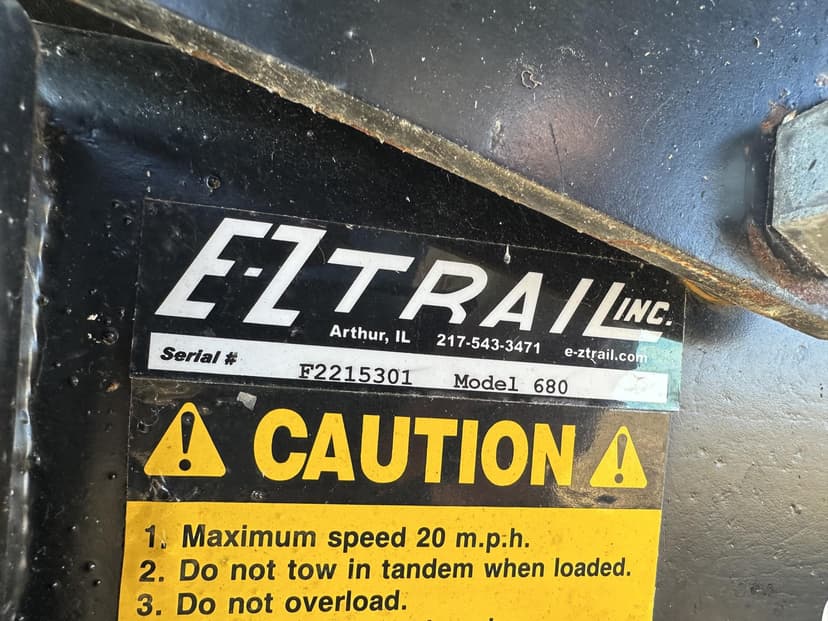 E-Z TRAIL INC.
Arthur, IL 217-543-3471 e-ztrail.com
Serial # F2215301 Model 680
CAUTION
1. Maximum speed 20 m.p.h.
2. Do not tow in tandem when loaded.
3. Do not overload.